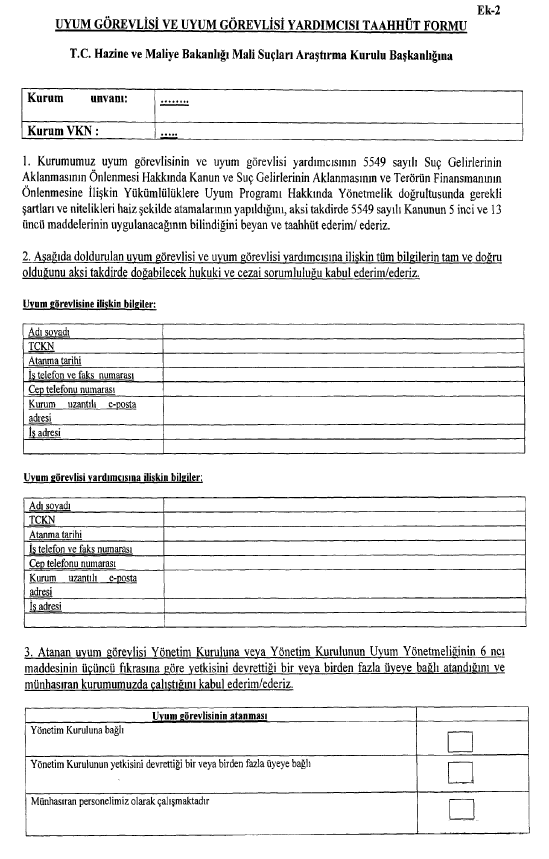 Ek-2
UYUM GÖREVLİSİ VE UYUM GÖREVLİSİ YARDIMCISI TAAHHÜT FORMU
T.C. Hazine ve Maliye Bakanlığı Mali Suçları Araştırma Kurulu Başkanlığına
Kurum unvanı: ........
Kurum VKN : .....
1. Kurumumuz uyum görevlisinin ve uyum görevlisi yardımcısının 5549 sayılı Suç Gelirlerinin
Aklanmasının Önlenmesi Hakkında Kanun ve Suç Gelirlerinin Aklanmasının ve Terörün Finansmanının
Önlenmesine İlişkin Yükümlülüklere Uyum Programı Hakkında Yönetmelik doğrultusunda gerekli
şartları ve nitelikleri haiz şekilde atamalarının yapıldığını, aksi takdirde 5549 sayılı Kanunun 5 inci ve 13
üncü maddelerinin uygulanacağının bilindiğini beyan ve taahhüt ederim/ ederiz.
2. Aşağıda doldurulan uyum görevlisi ve uyum görevlisi yardımcısına ilişkin tüm bilgilerin tam ve doğru
olduğunu aksi takdirde doğabilecek hukuki ve cezai sorumluluğu kabul ederim/ederiz.
Uyum görevlisine ilişkin bilgiler:
Adı soyadı
TCKN
Atanma tarihi
İş telefon ve faks numarası
Cep telefonu numarası
Kurum uzantılı e-posta
adresi
İş adresi
Uyum görevlisi yardımcısına ilişkin bilgiler:
Adı soyadı
TCKN
Atanma tarihi
İş telefon ve faks numarası
Cep telefonu numarası
Kurum uzantılı e-posta
adresi
İş adresi
3. Atanan uyum görevlisi Yönetim Kuruluna veya Yönetim Kurulunun Uyum Yönetmeliğinin 6 ncı
maddesinin üçüncü fıkrasına göre yetkisini devrettiği bir veya birden fazla üyeye bağlı atandığını ve
münhasıran kurumumuzda çalıştığını kabul ederim/ederiz.
Uyum görevlisinin atanması
Yönetim Kuruluna bağlı
Yönetim Kurulunun yetkisini devrettiği bir veya birden fazla üyeye bağlı
Münhasıran personelimiz olarak çalışmaktadır